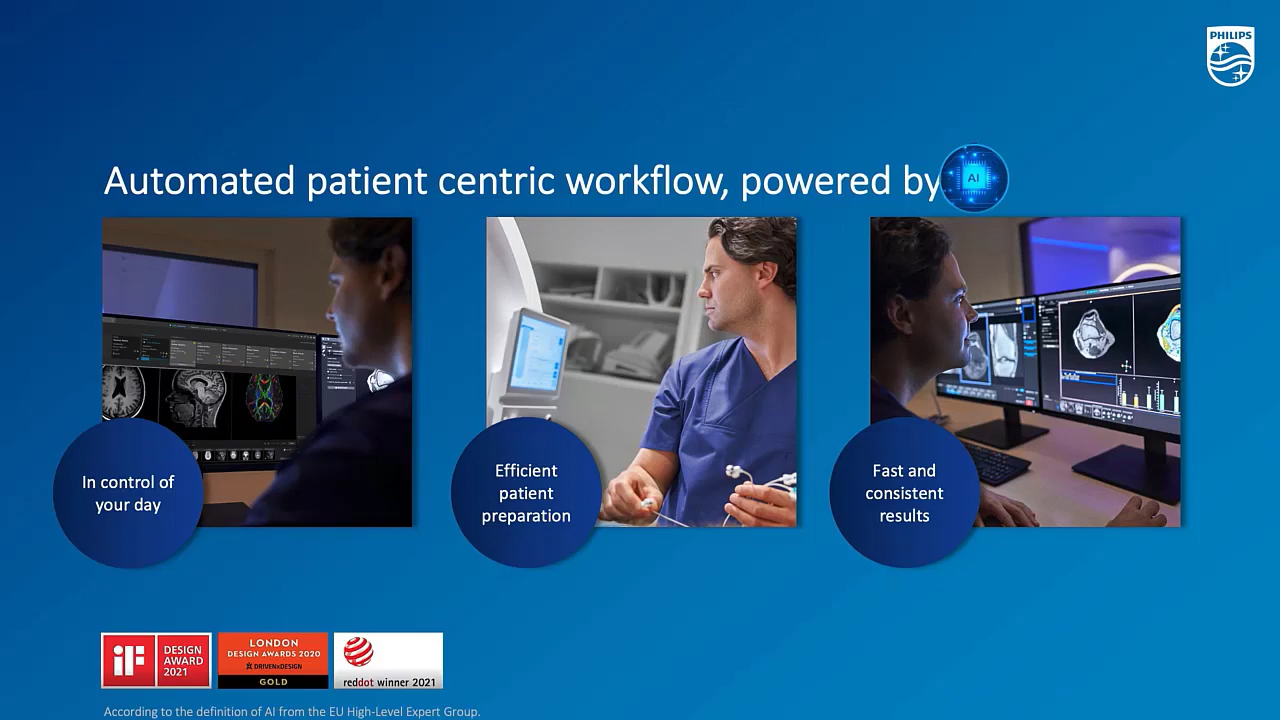 PHILIPS
Automated patient centric workflow, powered by
AI
In control of
your day
Efficient
patient
preparation
Fast and
consistent
results
iF
DESIGN
AWARD
2021
LONDON
DESIGN AWARDS 2020
DRIVENxDESIGN
GOLD
reddot winner 2021
According to the definition of AI from the EU High-Level Expert Group.